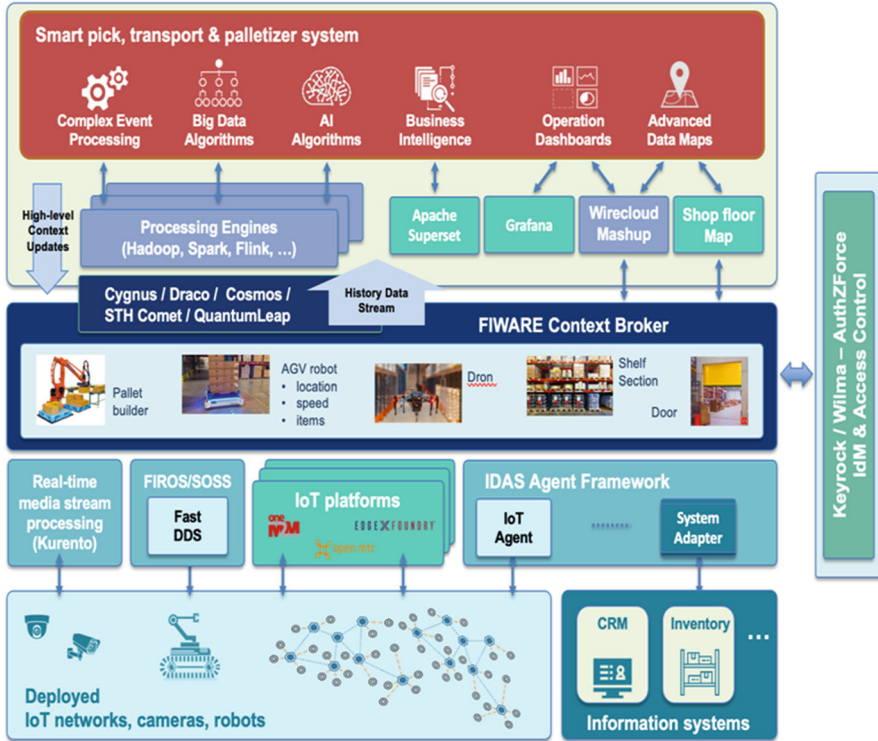 Smart pick, transport & palletizer system
Complex Event
Processing
Big Data
Algorithms
AI
Algorithms
Business
Intelligence
Operation
Dashboards
Advanced
Data Maps
High-level
Context
Updates
Processing Engines
(Hadoop, Spark, Flink, ...)
Apache
Superset
Grafana
Wirecloud
Mashup
Shop floor
Map
Cygnus / Draco / Cosmos /
STH Comet / QuantumLeap
History Data
Stream
FIWARE Context Broker
Pallet
builder
AGV robot
• location
• speed
• items
Dron
Shelf
Section
Door
Keyrock / Wilma – AuthZForce
IdM & Access Control
Real-time
media stream
processing
(Kurento)
FIROS/SOSS
Fast
DDS
IoT platforms
one
M2M
EDGE X FOUNDRY
open mtc
IDAS Agent Framework
IoT
Agent
System
Adapter
Deployed
IoT networks, cameras, robots
CRM
Inventory
...
Information systems